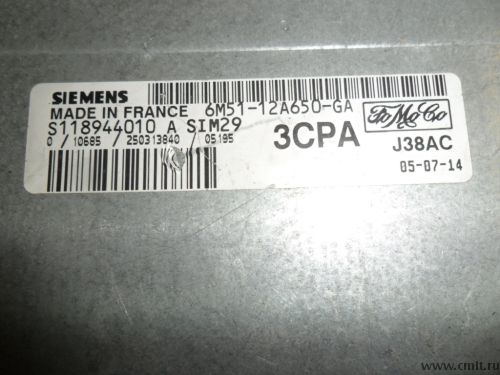 SIEMENS
MADE IN FRANCE 6M51-12A650-GA
FoMoCo
S118944010 A SIM29
0 / 10685 / 250313840 / 05195
3CPA
J38AC
05-07-14
www.cmlt.ru